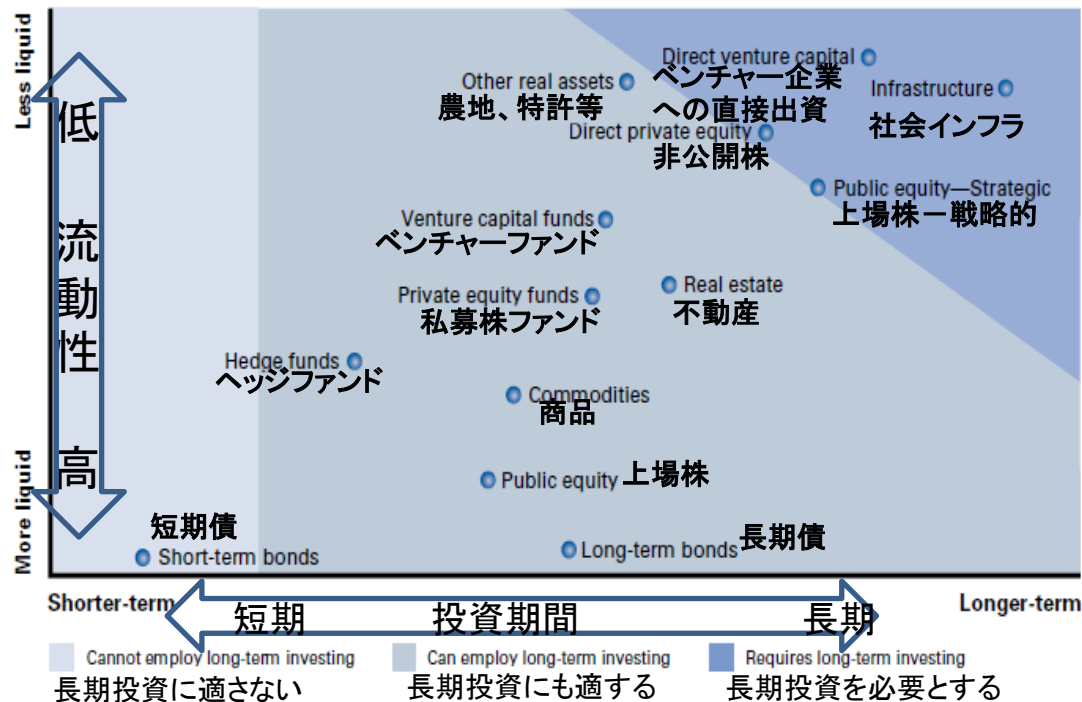 Less liquid
低
流
動
性
高
More liquid
Direct venture capital
ベンチャー企業
への直接出資
Other real assets
農地、特許等
Infrastructure
社会インフラ
Direct private equity
非公開株
Public equity—Strategic
上場株－戦略的
Venture capital funds
ベンチャーファンド
Private equity funds
私募株ファンド
Real estate
不動産
Hedge funds
ヘッジファンド
Commodities
商品
Public equity 上場株
短期債
Short-term bonds
Long-term bonds 長期債
Shorter-term 短期 投資期間 長期 Longer-term
Cannot employ long-term investing
長期投資に適さない
Can employ long-term investing
長期投資にも適する
Requires long-term investing
長期投資を必要とする